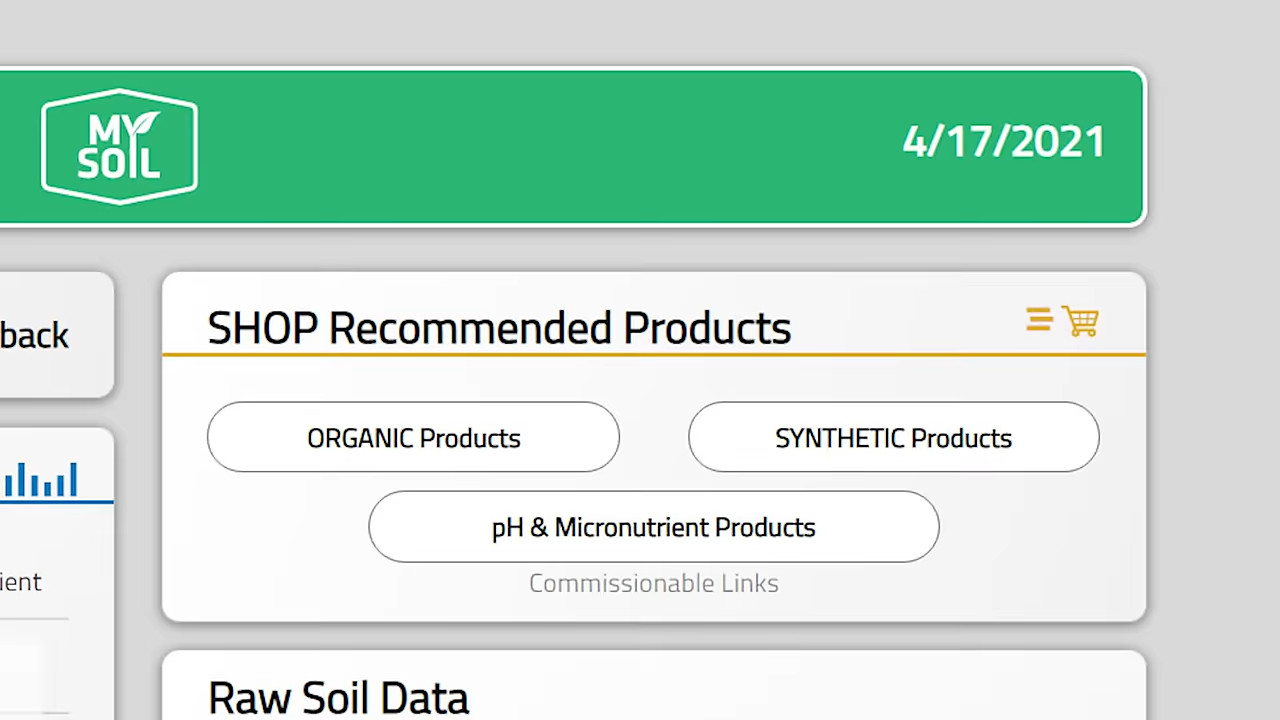 MY
SOIL
4/17/2021
back
SHOP Recommended Products
ORGANIC Products
SYNTHETIC Products
pH & Micronutrient Products
ient
Commissionable Links
Raw Soil Data